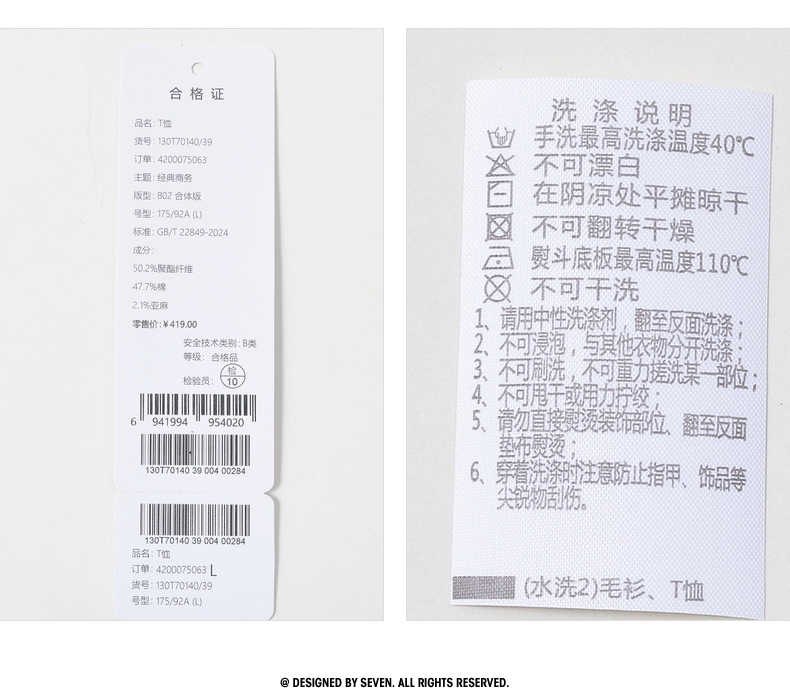 合格证
品名: T恤
货号: 130T70140/39
订单: 4200075063
主题: 经典商务
版型: 802 合体版
号型: 175/92A (L)
标准: GB/T 22849-2024
成分:
50.2%聚酯纤维
47.7%棉
2.1%亚麻
零售价: ¥ 419.00
安全技术类别: B类
等级: 合格品
检验员: 检 10
6 941994 954020
130T70140 39 004 00284
130T70140 39 004 00284
品名: T恤
订单: 4200075063 L
货号: 130T70140/39
号型: 175/92A (L)
洗涤说明
手洗最高洗涤温度40℃
不可漂白
在阴凉处平摊晾干
不可翻转干燥
熨斗底板最高温度110℃
不可干洗
1、请用中性洗涤剂，翻至反面洗涤；
2、不可浸泡，与其他衣物分开洗涤；
3、不可刷洗，不可重力搓洗某一部位；
4、不可甩干或用力拧绞；
5、请勿直接熨烫装饰部位、翻至反面
垫布熨烫；
6、穿着洗涤时注意防止指甲、饰品等
尖锐物刮伤。
(水洗2)毛衫、T恤
@ DESIGNED BY SEVEN. ALL RIGHTS RESERVED.